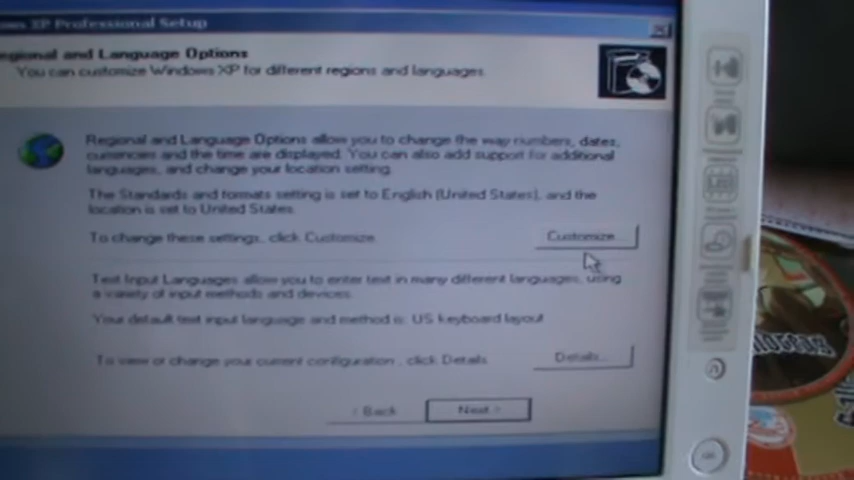 ws XP Professional Setup
egional and Language Options
You can customize Windows XP for different regions and languages.
Regional and Language Options allow you to change the way numbers, dates,
currencies and the time are displayed. You can also add support for additional
languages, and change your location setting.
The Standards and formats setting is set to English (United States), and the
location is set to United States.
To change these settings, click Customize.
Customize...
Text Input Languages allow you to enter text in many different languages, using
a variety of input methods and devices.
Your default text input language and method is: US keyboard layout
To view or change your current configuration, click Details.
Details...
< Back
Next >